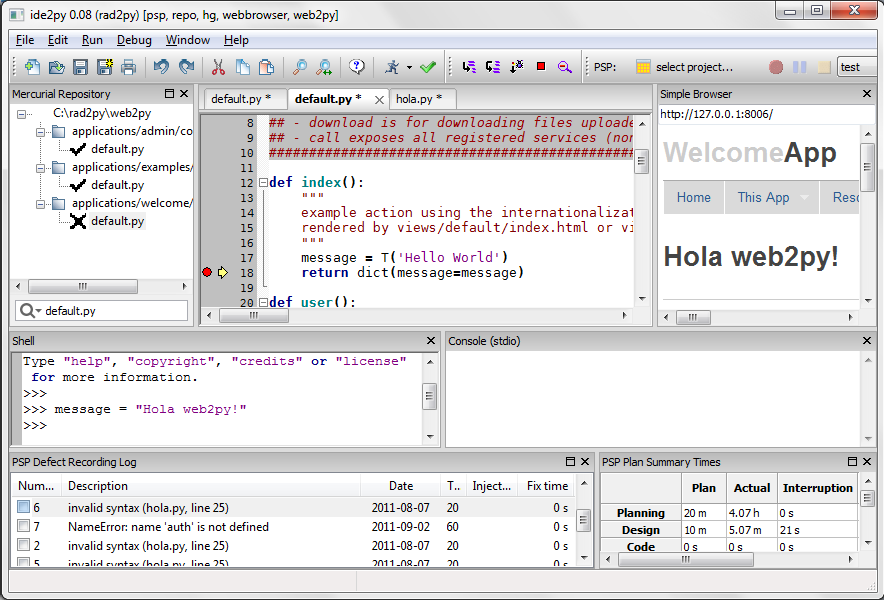 ide2py 0.08 (rad2py) [psp, repo, hg, webbrowser, web2py]
File Edit Run Debug Window Help
PSP: select project... test
Mercurial Repository
C:\rad2py\web2py
applications/admin/co
default.py
applications/examples/
default.py
applications/welcome/
default.py
default.py
default.py * default.py * hola.py *
8 ## - download is for downloading files uploade
9 ## - call exposes all registered services (non
10 ##############################################
11
12 def index():
13 """
14 example action using the internationalizat
15 rendered by views/default/index.html or vi
16 """
17 message = T('Hello World')
18 return dict(message=message)
19
20 def user():
Simple Browser
http://127.0.0.1:8006/
WelcomeApp
Home This App Reso
Hola web2py!
Shell
Type "help", "copyright", "credits" or "license"
for more information.
>>>
>>> message = "Hola web2py!"
>>>
Console (stdio)
PSP Defect Recording Log
Num... Description Date T.. Inject... Fix time
6 invalid syntax (hola.py, line 25) 2011-08-07 20 0 s
7 NameError: name 'auth' is not defined 2011-09-02 60 0 s
2 invalid syntax (hola.py, line 25) 2011-08-07 20 0 s
5 invalid syntax (hola.py, line 25) 2011-08-07 20 0 s
PSP Plan Summary Times
Plan Actual Interruption
Planning 20 m 4.07 h 0 s
Design 10 m 5.07 m 21 s
Code 0 s 0 s 0 s